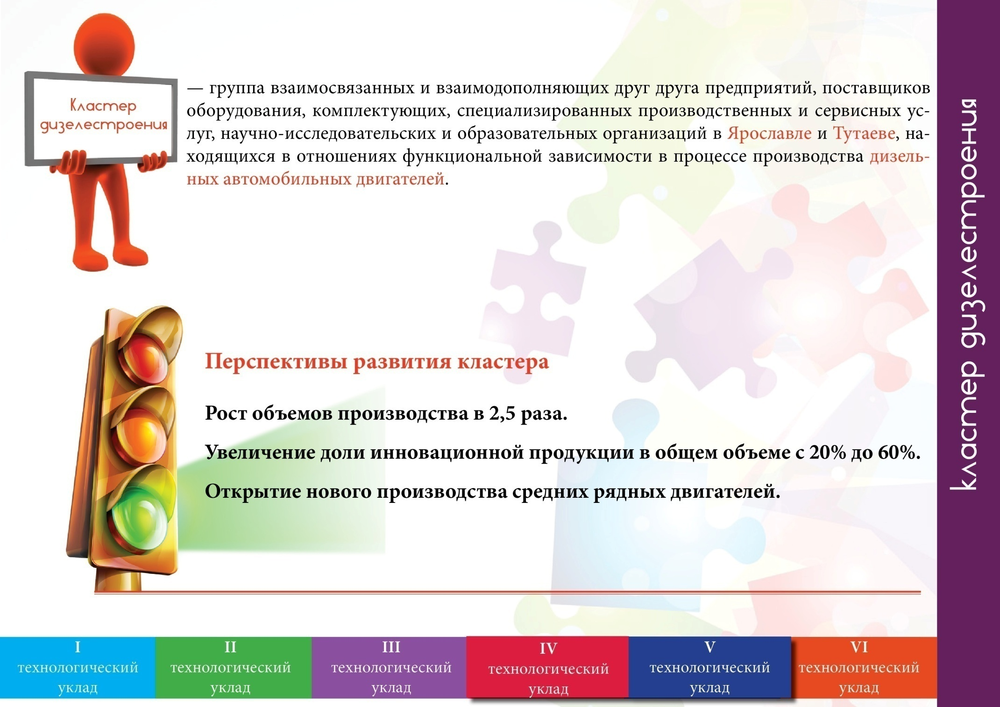 Кластер
дизелестроения
— группа взаимосвязанных и взаимодополняющих друг друга предприятий, поставщиков
оборудования, комплектующих, специализированных производственных и сервисных ус-
луг, научно-исследовательских и образовательных организаций в Ярославле и Тутаеве, на-
ходящихся в отношениях функциональной зависимости в процессе производства дизель-
ных автомобильных двигателей.
Перспективы развития кластера
Рост объемов производства в 2,5 раза.
Увеличение доли инновационной продукции в общем объеме с 20% до 60%.
Открытие нового производства средних рядных двигателей.
I
технологический
уклад
II
технологический
уклад
III
технологический
уклад
IV
технологический
уклад
V
технологический
уклад
VI
технологический
уклад
кластер дизелестроения